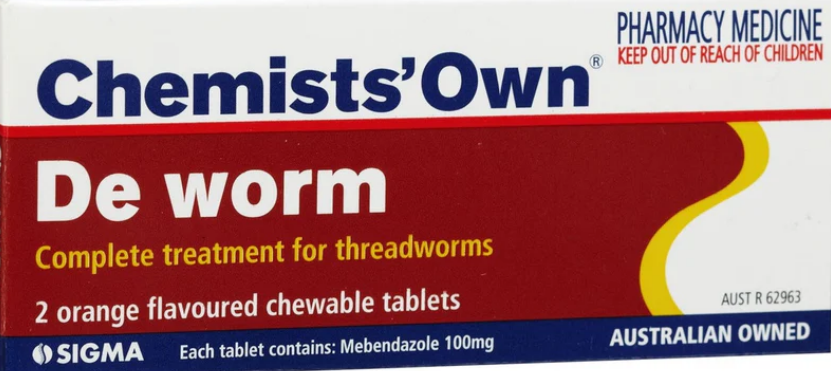 PHARMACY MEDICINE
KEEP OUT OF REACH OF CHILDREN
Chemists'Own®
De worm
Complete treatment for threadworms
2 orange flavoured chewable tablets
AUST R 62963
SIGMA Each tablet contains: Mebendazole 100mg AUSTRALIAN OWNED